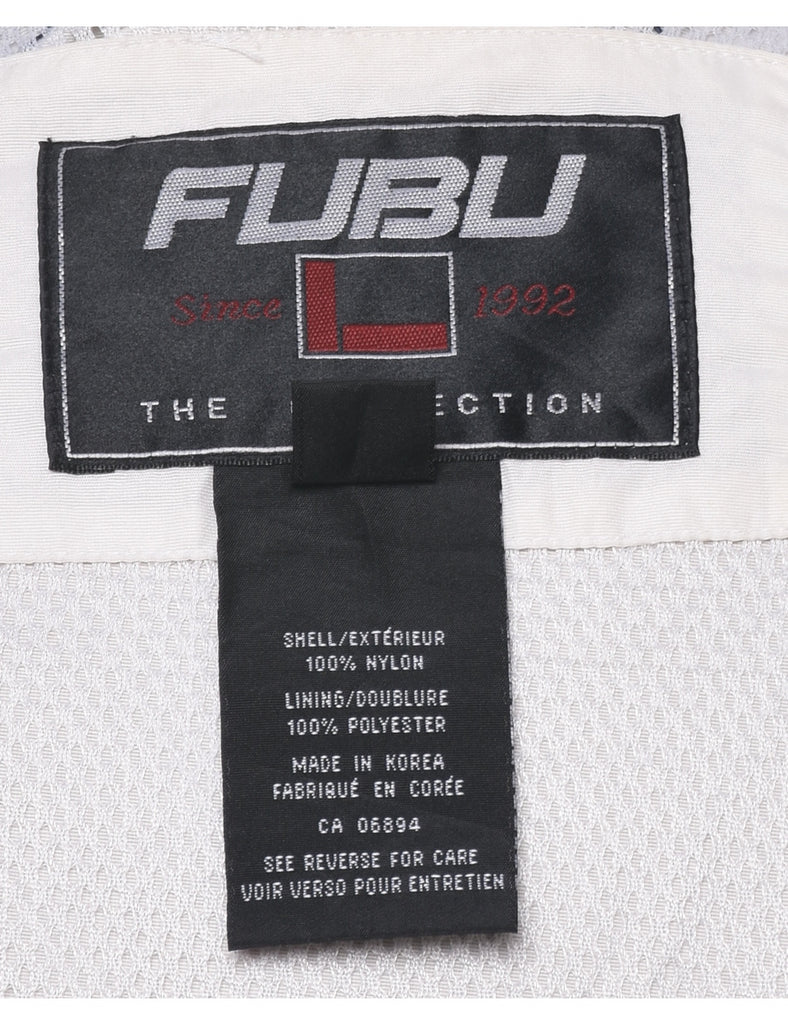 FUBU
Since 1992
THE ECTION
SHELL/EXTÉRIEUR
100% NYLON
LINING/DOUBLURE
100% POLYESTER
MADE IN KOREA
FABRIQUÉ EN CORÉE
CA 06894
SEE REVERSE FOR CARE
VOIR VERSO POUR ENTRETIEN